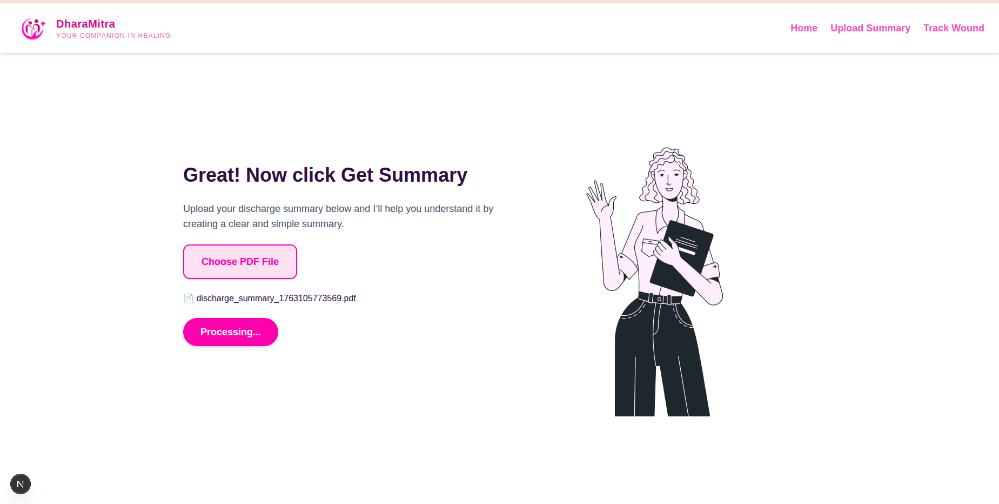 DharaMitra
YOUR COMPANION IN HEALING
Home Upload Summary Track Wound
Great! Now click Get Summary
Upload your discharge summary below and I’ll help you understand it by
creating a clear and simple summary.
Choose PDF File
discharge_summary_1763105773569.pdf
Processing...
N